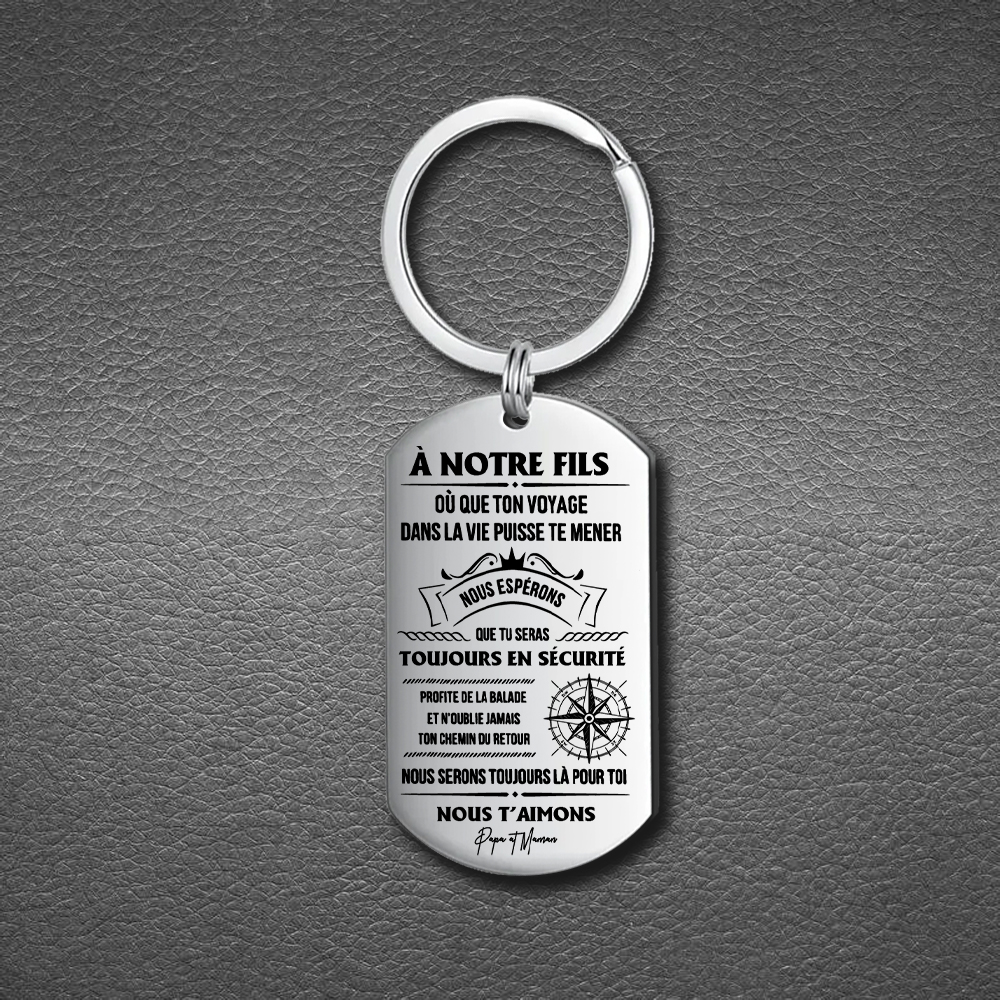 À NOTRE FILS
OÙ QUE TON VOYAGE
DANS LA VIE PUISSE TE MENER
NOUS ESPÉRONS
QUE TU SERAS
TOUJOURS EN SÉCURITÉ
PROFITE DE LA BALADE
ET N'OUBLIE JAMAIS
TON CHEMIN DU RETOUR
NOUS SERONS TOUJOURS LÀ POUR TOI
NOUS T'AIMONS
Papa et Maman